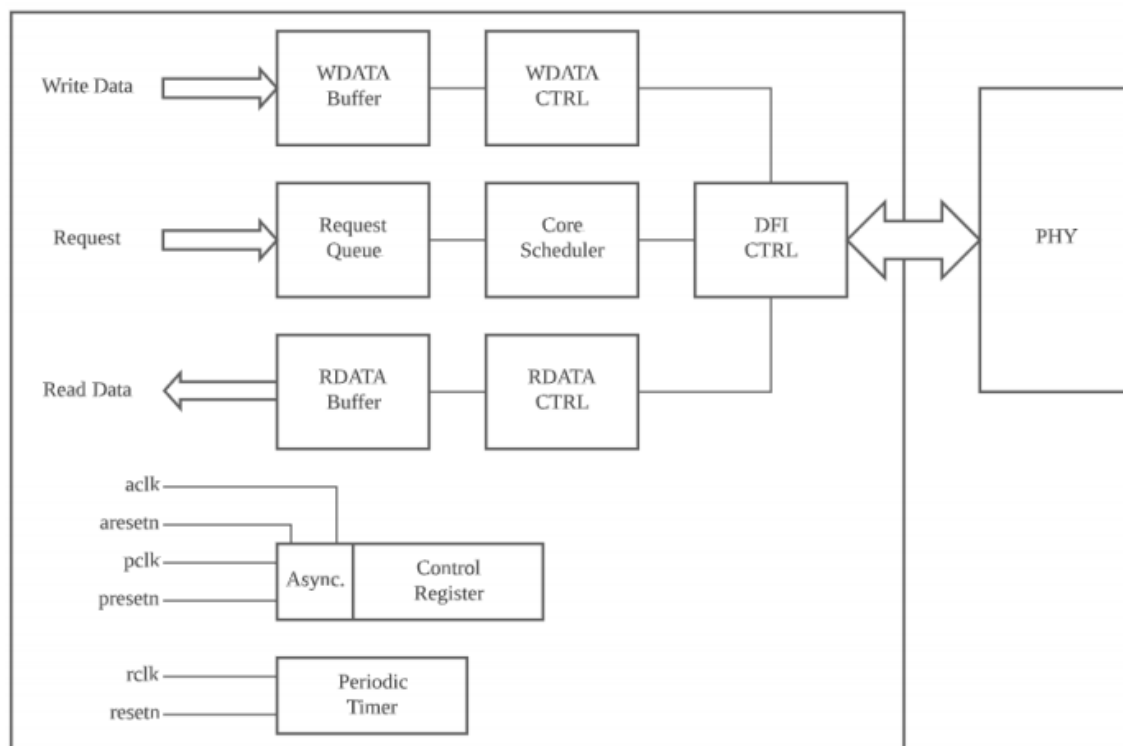 Write Data
WDATA
Buffer
WDATA
CTRL
Request
Request
Queue
Core
Scheduler
DFI
CTRL
PHY
Read Data
RDATA
Buffer
RDATA
CTRL
aclk
aresetn
pclk
presetn
Async.
Control
Register
rclk
resetn
Periodic
Timer